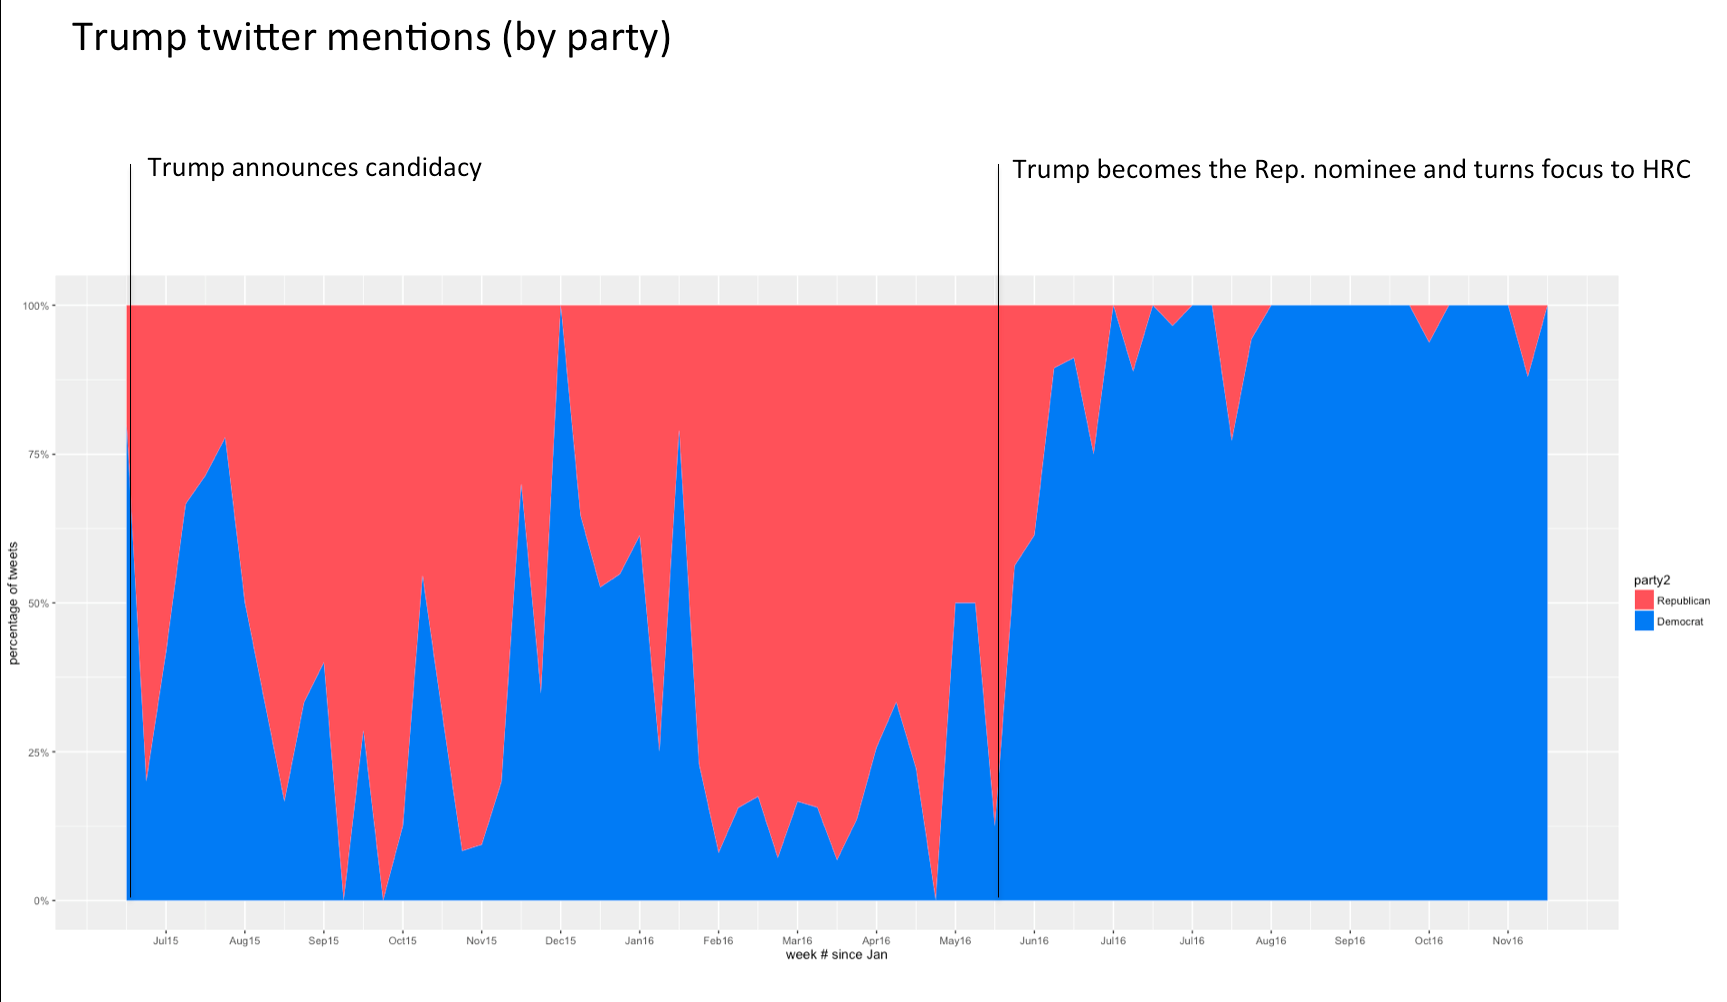 Trump twitter mentions (by party)
Trump announces candidacy
Trump becomes the Rep. nominee and turns focus to HRC
percentage of tweets
100%
75%
50%
25%
0%
party2
Republican
Democrat
Jul15 Aug15 Sep15 Oct15 Nov15 Dec15 Jan16 Feb16 Mar16 Apr16 May16 Jun16 Jul16 Jul16 Aug16 Sep16 Oct16 Nov16
week # since Jan